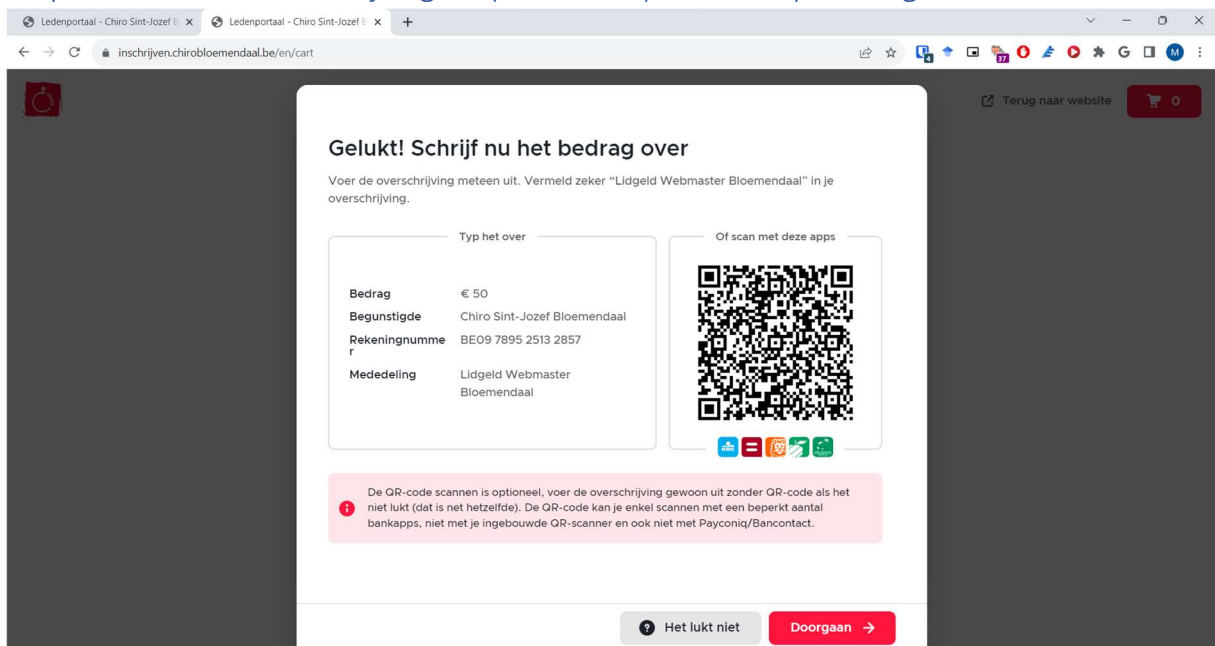 Ledenportaal - Chiro Sint-Jozef B
Ledenportaal - Chiro Sint-Jozef B
inschrijven.chirobloemendaal.be/en/cart
4
37
G
M
Terug naar website
0
Gelukt! Schrijf nu het bedrag over
Voer de overschrijving meteen uit. Vermeld zeker “Lidgeld Webmaster Bloemendaal” in je
overschrijving.
Typ het over
Bedrag € 50
Begunstigde Chiro Sint-Jozef Bloemendaal
Rekeningnumme BE09 7895 2513 2857
r
Mededeling Lidgeld Webmaster
Bloemendaal
Of scan met deze apps
KBC
De QR-code scannen is optioneel, voer de overschrijving gewoon uit zonder QR-code als het
niet lukt (dat is net hetzelfde). De QR-code kan je enkel scannen met een beperkt aantal
bankapps, niet met je ingebouwde QR-scanner en ook niet met Payconiq/Bancontact.
Het lukt niet
Doorgaan